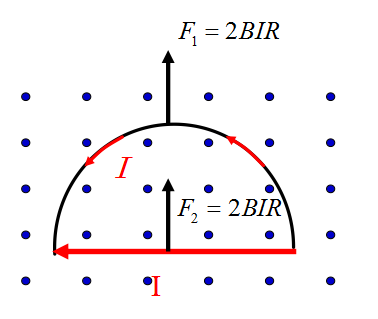 F₁ = 2BIR
I
F₂ = 2BIR
I